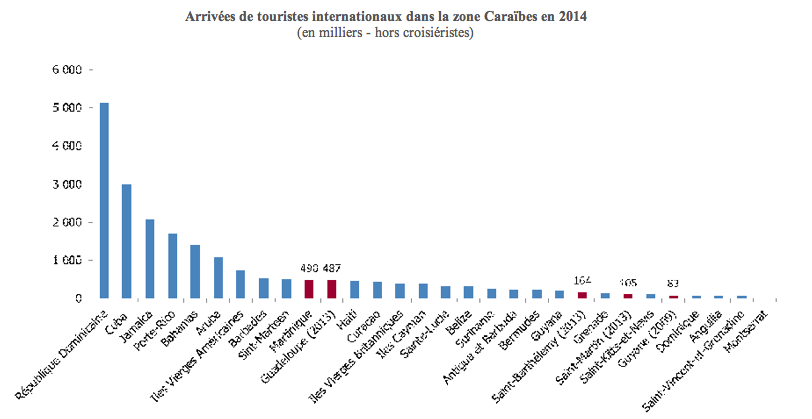 Arrivées de touristes internationaux dans la zone Caraïbes en 2014
(en milliers - hors croisiéristes)
6 000
5 000
4 000
3 000
2 000
1 000
0
490
487
164
105
83
République Dominicaine
Cuba
Jamaica
Porto-Rico
Bahamas
Aruba
Iles Vierges Américaines
Barbades
Sint-Marteen
Martinique
Guadeloupe (2013)
Haïti
Curacao
Iles Vierges Britanniques
Iles Cayman
Sainte-Lucie
Belize
Suriname
Antigua et Barbuda
Bermudes
Guyana
Saint-Barthélemy (2013)
Grenade
Saint-Martin (2013)
Saint-Kitts-et-Nevis
Guyane (2009)
Dominique
Anguilla
Saint-Vincent-et-Grenadine
Montserrat